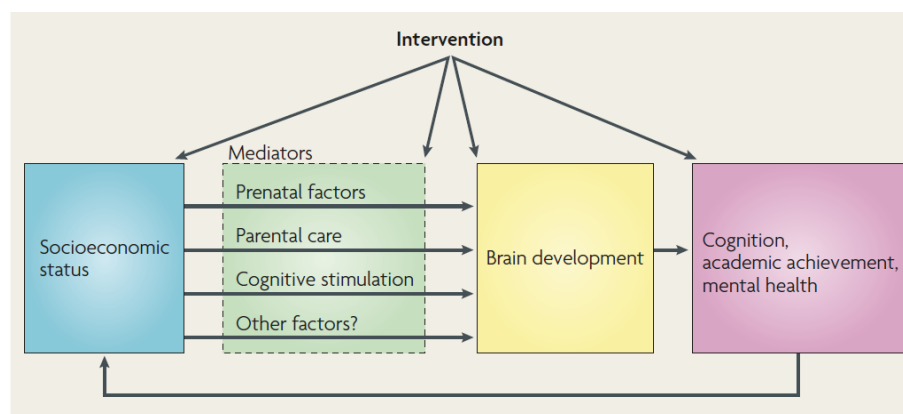 Intervention
Mediators
Prenatal factors
Parental care
Cognitive stimulation
Other factors?
Socioeconomic
status
Brain development
Cognition,
academic achievement,
mental health